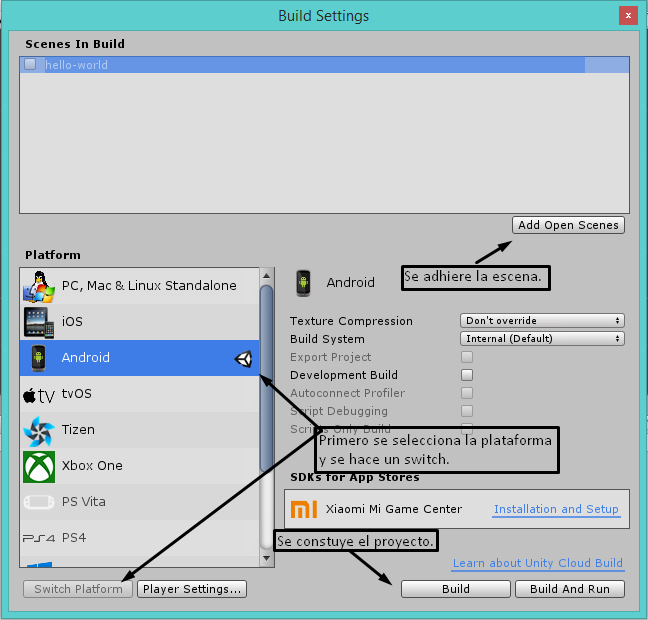 Build Settings
x
Scenes In Build
hello-world
Add Open Scenes
Platform
PC, Mac & Linux Standalone
iOS
Android
tv
tvOS
Tizen
Xbox One
PS Vita
PS4
PS4
Switch Platform
Player Settings...
Android
Se adhiere la escena.
Texture Compression
Don't override
Build System
Internal (Default)
Export Project
Development Build
Autoconnect Profiler
Script Debugging
Scripts Only Build
Primero se selecciona la plataforma
y se hace un switch.
SDKs for App Stores
mi
Xiaomi Mi Game Center
Installation and Setup
Se constuye el proyecto.
Learn about Unity Cloud Build
Build
Build And Run